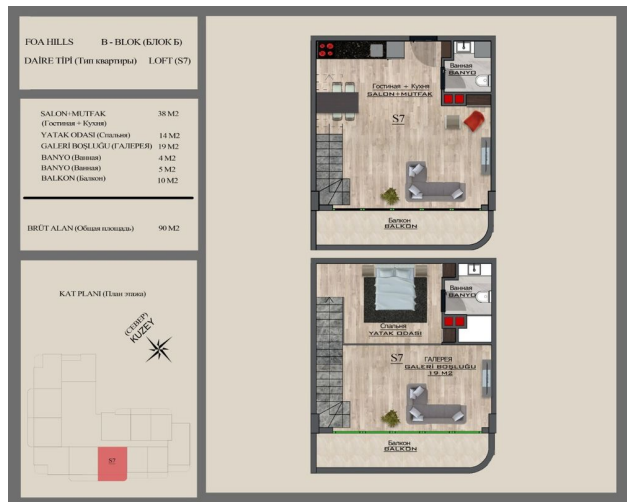 FOA HILLS B - BLOK (БЛОК Б)
DAİRE TİPİ (Тип квартиры) LOFT (S7)
SALON+MUTFAK 38 M2
(Гостиная + Кухня)
YATAK ODASI (Спальня) 14 M2
GALERİ BOŞLUĞU (ГАЛЕРЕЯ) 19 M2
BANYO (Ванная) 4 M2
BANYO (Ванная) 5 M2
BALKON (Балкон) 10 M2
BRÜT ALAN (Общая площадь) 90 M2
KAT PLANI (План этажа)
(СЕВЕР)
KUZEY
S7
Ванная
BANYO
Гостиная + Кухня
SALON+MUTFAK
S7
Балкон
BALKON
Ванная
BANYO
Спальня
YATAK ODASI
S7 ГАЛЕРЕЯ
GALERİ BOŞLUĞU
19 M2
Балкон
BALKON